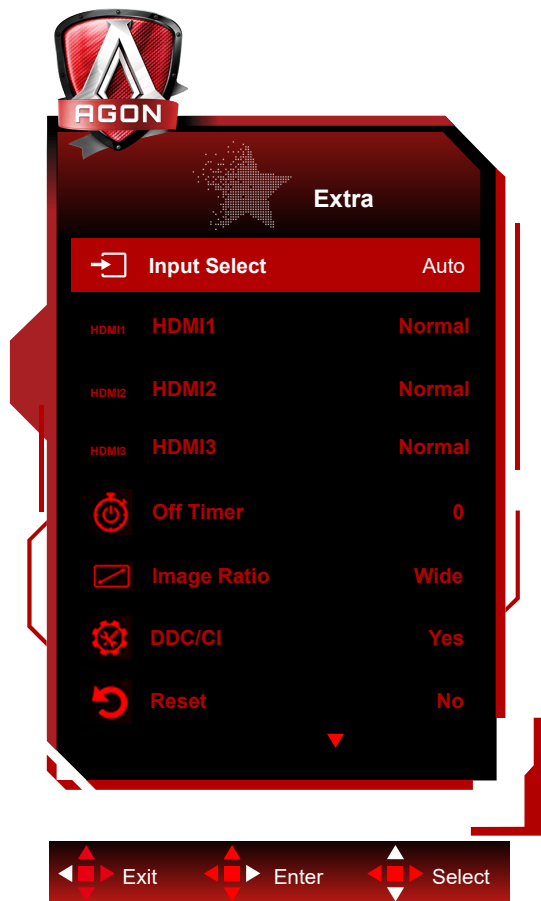 AGON
Extra
Input Select Auto
HDMI1 HDMI1 Normal
HDMI2 HDMI2 Normal
HDMI3 HDMI3 Normal
Off Timer 0
Image Ratio Wide
DDC/CI Yes
Reset No
Exit Enter Select